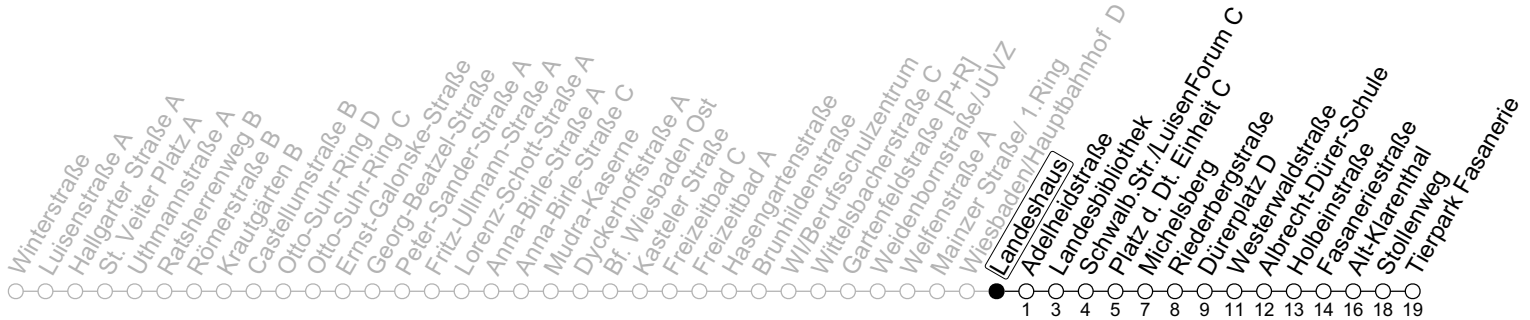 Winterstraße
Luisenstraße A
Hallgarter Straße A
St. Veiter Platz A
Uthmannstraße A
Ratsherrenweg B
Römerstraße B
Krautgärten B
Castellumstraße B
Otto-Suhr-Ring D
Otto-Suhr-Ring C
Ernst-Galonske-Straße
Georg-Beatzel-Straße
Peter-Sander-Straße A
Fritz-Ullmann-Straße A
Lorenz-Schott-Straße A
Anna-Birle-Straße A
Anna-Birle-Straße C
Mudra-Kaserne
Dyckerhoffstraße A
Bf. Wiesbaden Ost
Kasteler Straße
Freizeitbad C
Freizeitbad A
Hasengartenstraße
Brunhildenstraße
WI/Berufsschulzentrum
Wittelsbacherstraße C
Gartenfeldstraße [P+R]
Weidenbornstraße/JUVZ
Welfenstraße A
Mainzer Straße/ 1.Ring
Wiesbaden/Hauptbahnhof D
Landeshaus
Adelheidstraße
Landesbibliothek
Schwalb.Str./LuisenForum C
Platz d. Dt. Einheit C
Michelsberg
Riederbergstraße
Dürerplatz D
Westerwaldstraße
Albrecht-Dürer-Schule
Holbeinstraße
Fasaneriestraße
Alt-Klarenthal
Stollenweg
Tierpark Fasanerie
1 3 4 5 7 8 9 11 12 13 14 16 18 19